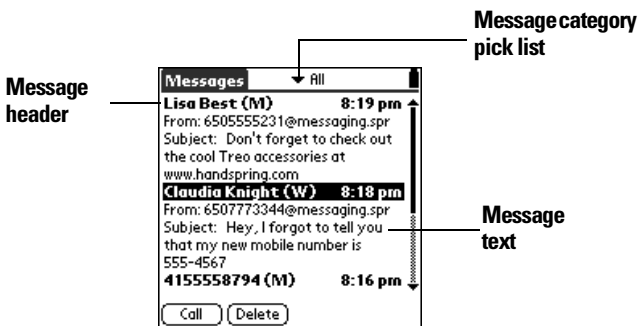 Message category
pick list
Message
header
Messages All
Lisa Best (M) 8:19 pm
From: 6505555231@messaging.spr
Subject: Don't forget to check out
the cool Treo accessories at
www.handspring.com
Claudia Knight (W) 8:18 pm
From: 6507773344@messaging.spr
Subject: Hey, I forgot to tell you
that my new mobile number is
555-4567
4155558794 (M) 8:16 pm
Message
text
Call Delete